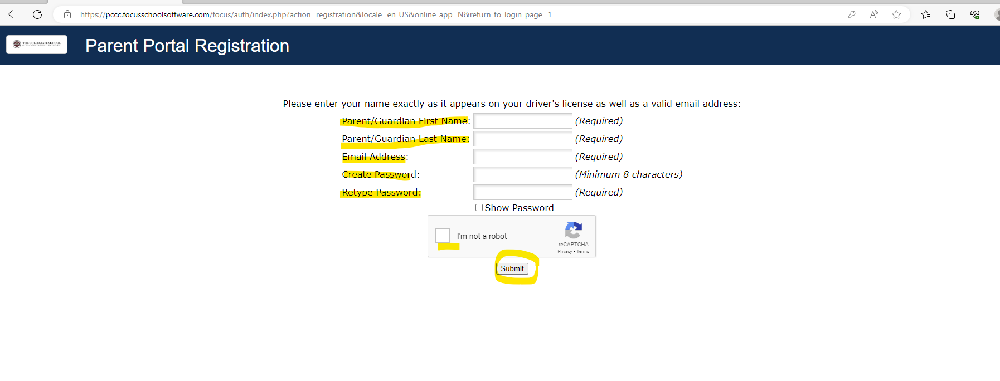 https://pccc.focusschoolsoftware.com/focus/auth/index.php?action=registration&locale=en_US&online_app=N&return_to_login_page=1
THE COLLEGIATE SCHOOL
Parent Portal Registration
Please enter your name exactly as it appears on your driver's license as well as a valid email address:
Parent/Guardian First Name: (Required)
Parent/Guardian Last Name: (Required)
Email Address: (Required)
Create Password: (Minimum 8 characters)
Retype Password: (Required)
Show Password
I'm not a robot
reCAPTCHA
Privacy - Terms
Submit